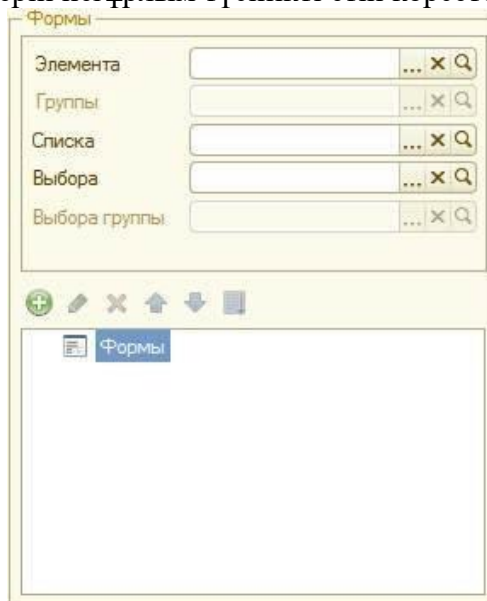 Формы
Элемента
Группы
Списка
Выбора
Выбора группы
Формы